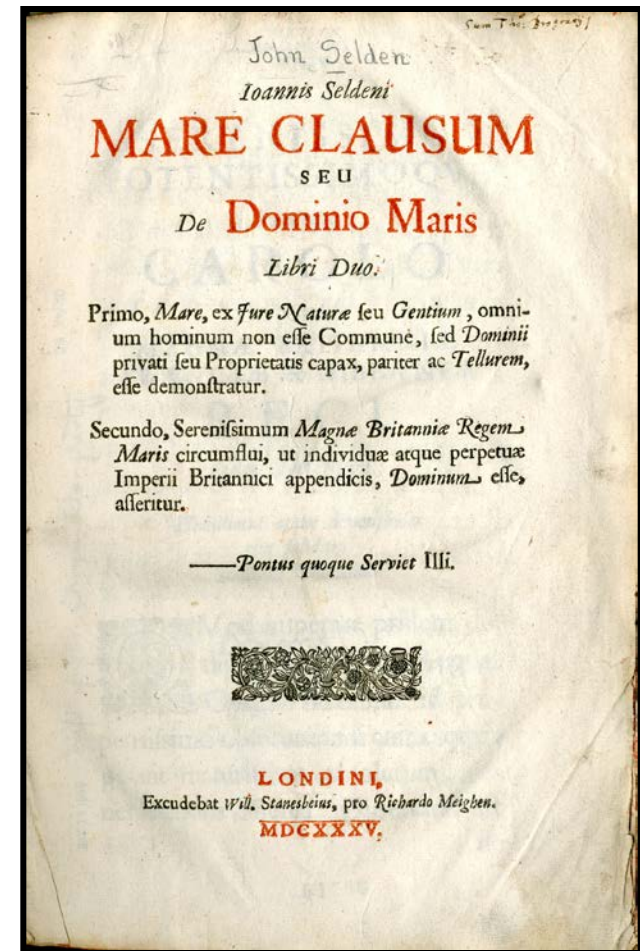 John Selden
Ioannis Seldeni
MARE CLAUSUM
SEU
De Dominio Maris
Libri Duo.
Primo, Mare, ex Jure Naturæ ſeu Gentium, omni-
um hominum non eſſe Commune, ſed Dominii
privati ſeu Proprietatis capax, pariter ac Tellurem,
eſſe demonſtratur.
Secundo, Sereniſsimum Magnæ Britanniæ Regem
Maris circumflui, ut individuæ atque perpetuæ
Imperii Britannici appendicis, Dominum eſſe,
aſſeritur.
——Pontus quoque Serviet Illi.
LONDINI,
Excudebat Will. Stanesbeius, pro Richardo Meighen.
MDCXXXV.